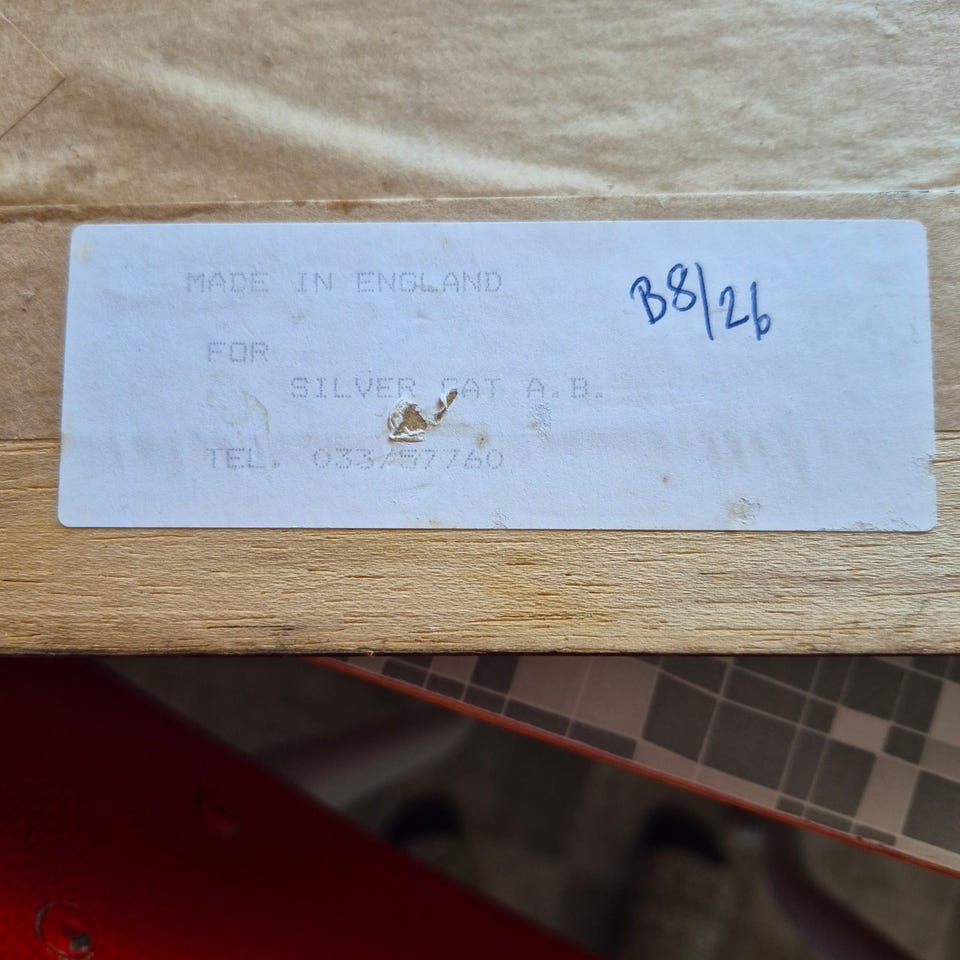 MADE IN ENGLAND
B8/26
FOR
SILVER CAT A.B.
TEL. 033/57760